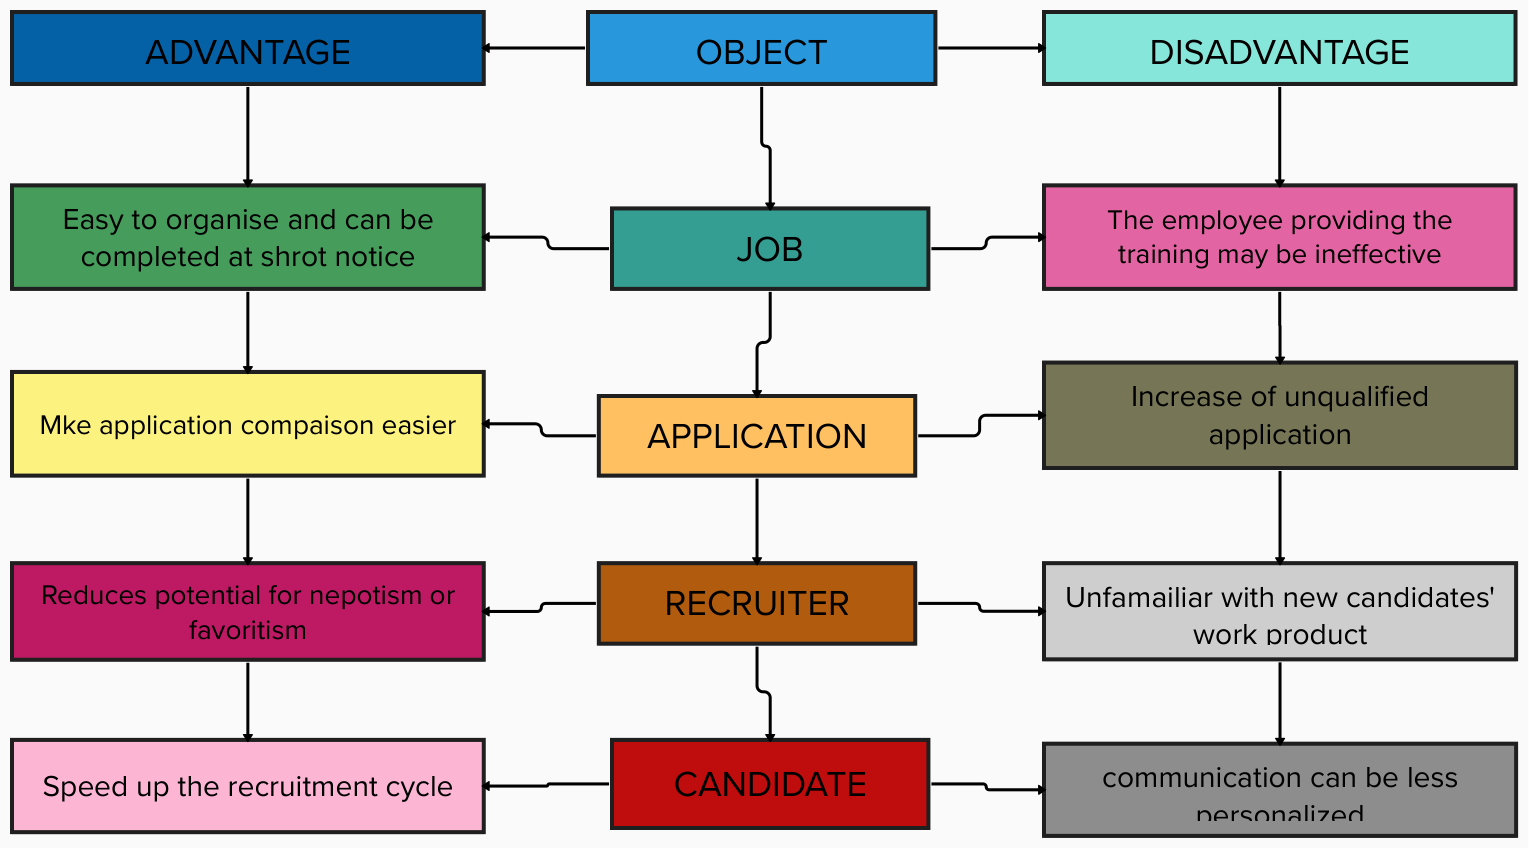 ADVANTAGE
OBJECT
DISADVANTAGE
Easy to organise and can be
completed at shrot notice
JOB
The employee providing the
training may be ineffective
Mke application compaison easier
APPLICATION
Increase of unqualified
application
Reduces potential for nepotism or
favoritism
RECRUITER
Unfamailiar with new candidates'
work product
Speed up the recruitment cycle
CANDIDATE
communication can be less
personalized